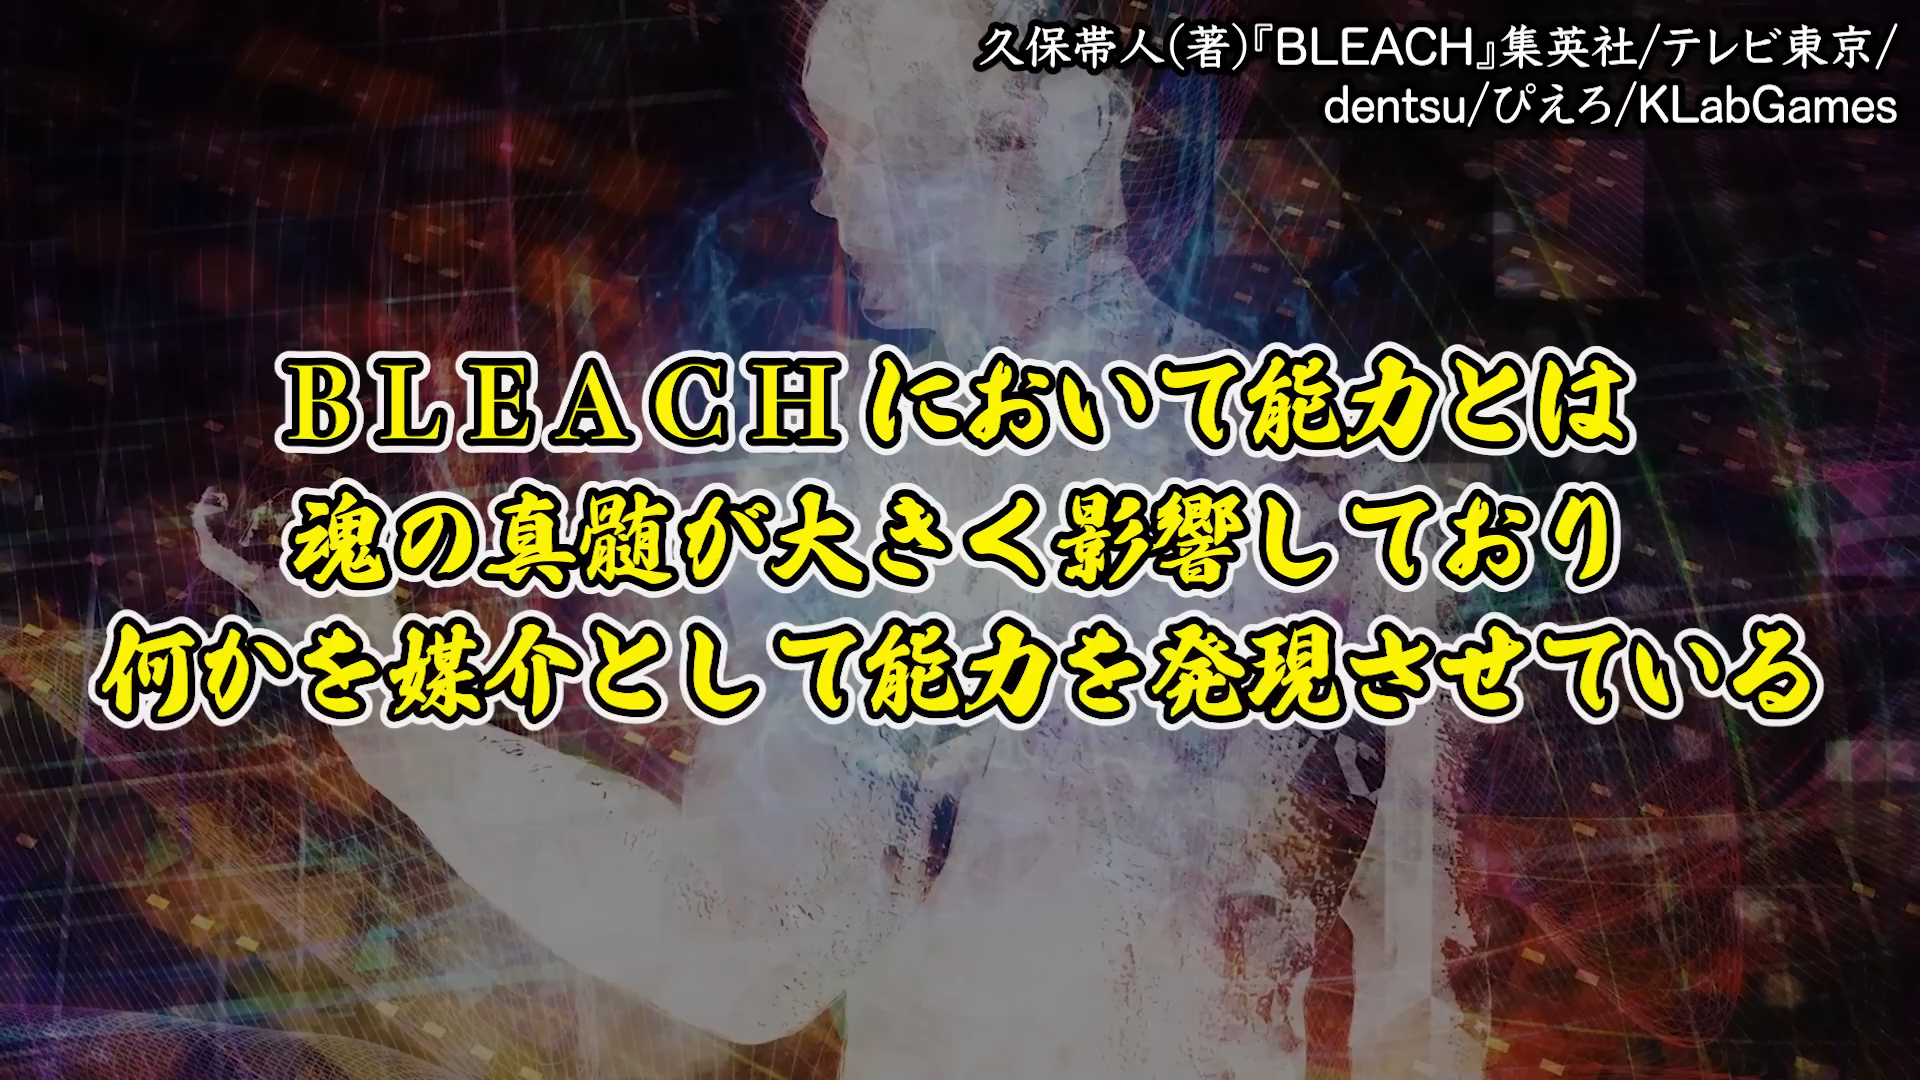 久保帯人(著)『BLEACH』集英社/テレビ東京/
dentsu/ぴえろ/KLabGames
BLEACHにおいて能力とは
魂の真髄が大きく影響しており
何かを媒介として能力を発現させている